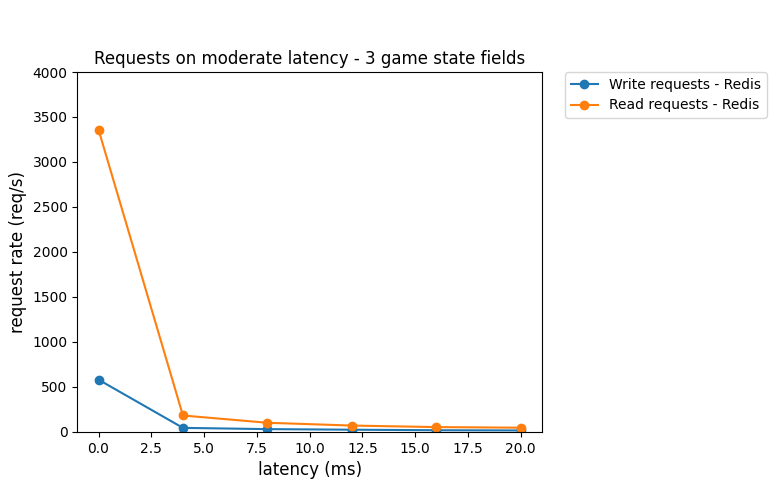 Requests on moderate latency - 3 game state fields
Write requests - Redis
Read requests - Redis
4000
3500
3000
2500
2000
1500
1000
500
0
request rate (req/s)
0.0 2.5 5.0 7.5 10.0 12.5 15.0 17.5 20.0
latency (ms)